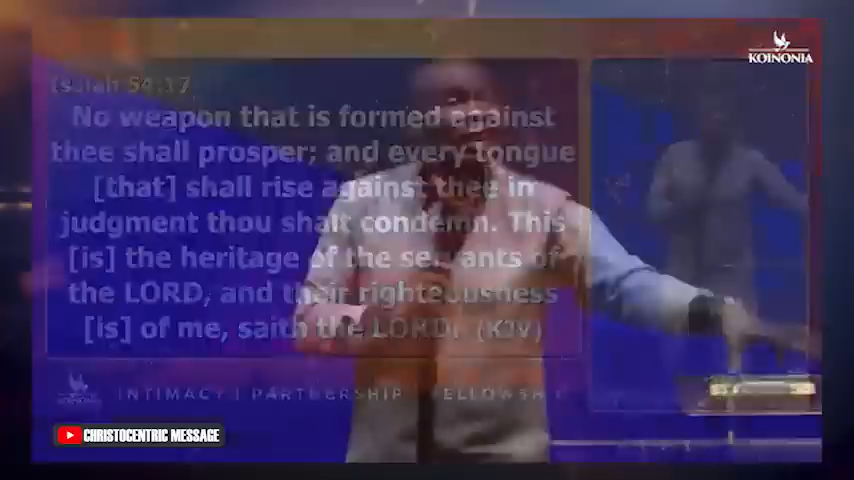 KOINONIA
Isaiah 54:17
No weapon that is formed against
thee shall prosper; and every tongue
[that] shall rise against thee in
judgment thou shalt condemn. This
[is] the heritage of the servants of
the LORD, and their righteousness
[is] of me, saith the LORD. (KJV)
KOINONIA
INTIMACY | PARTNERSHIP FELLOWSHIP
CHRISTOCENTRIC MESSAGE